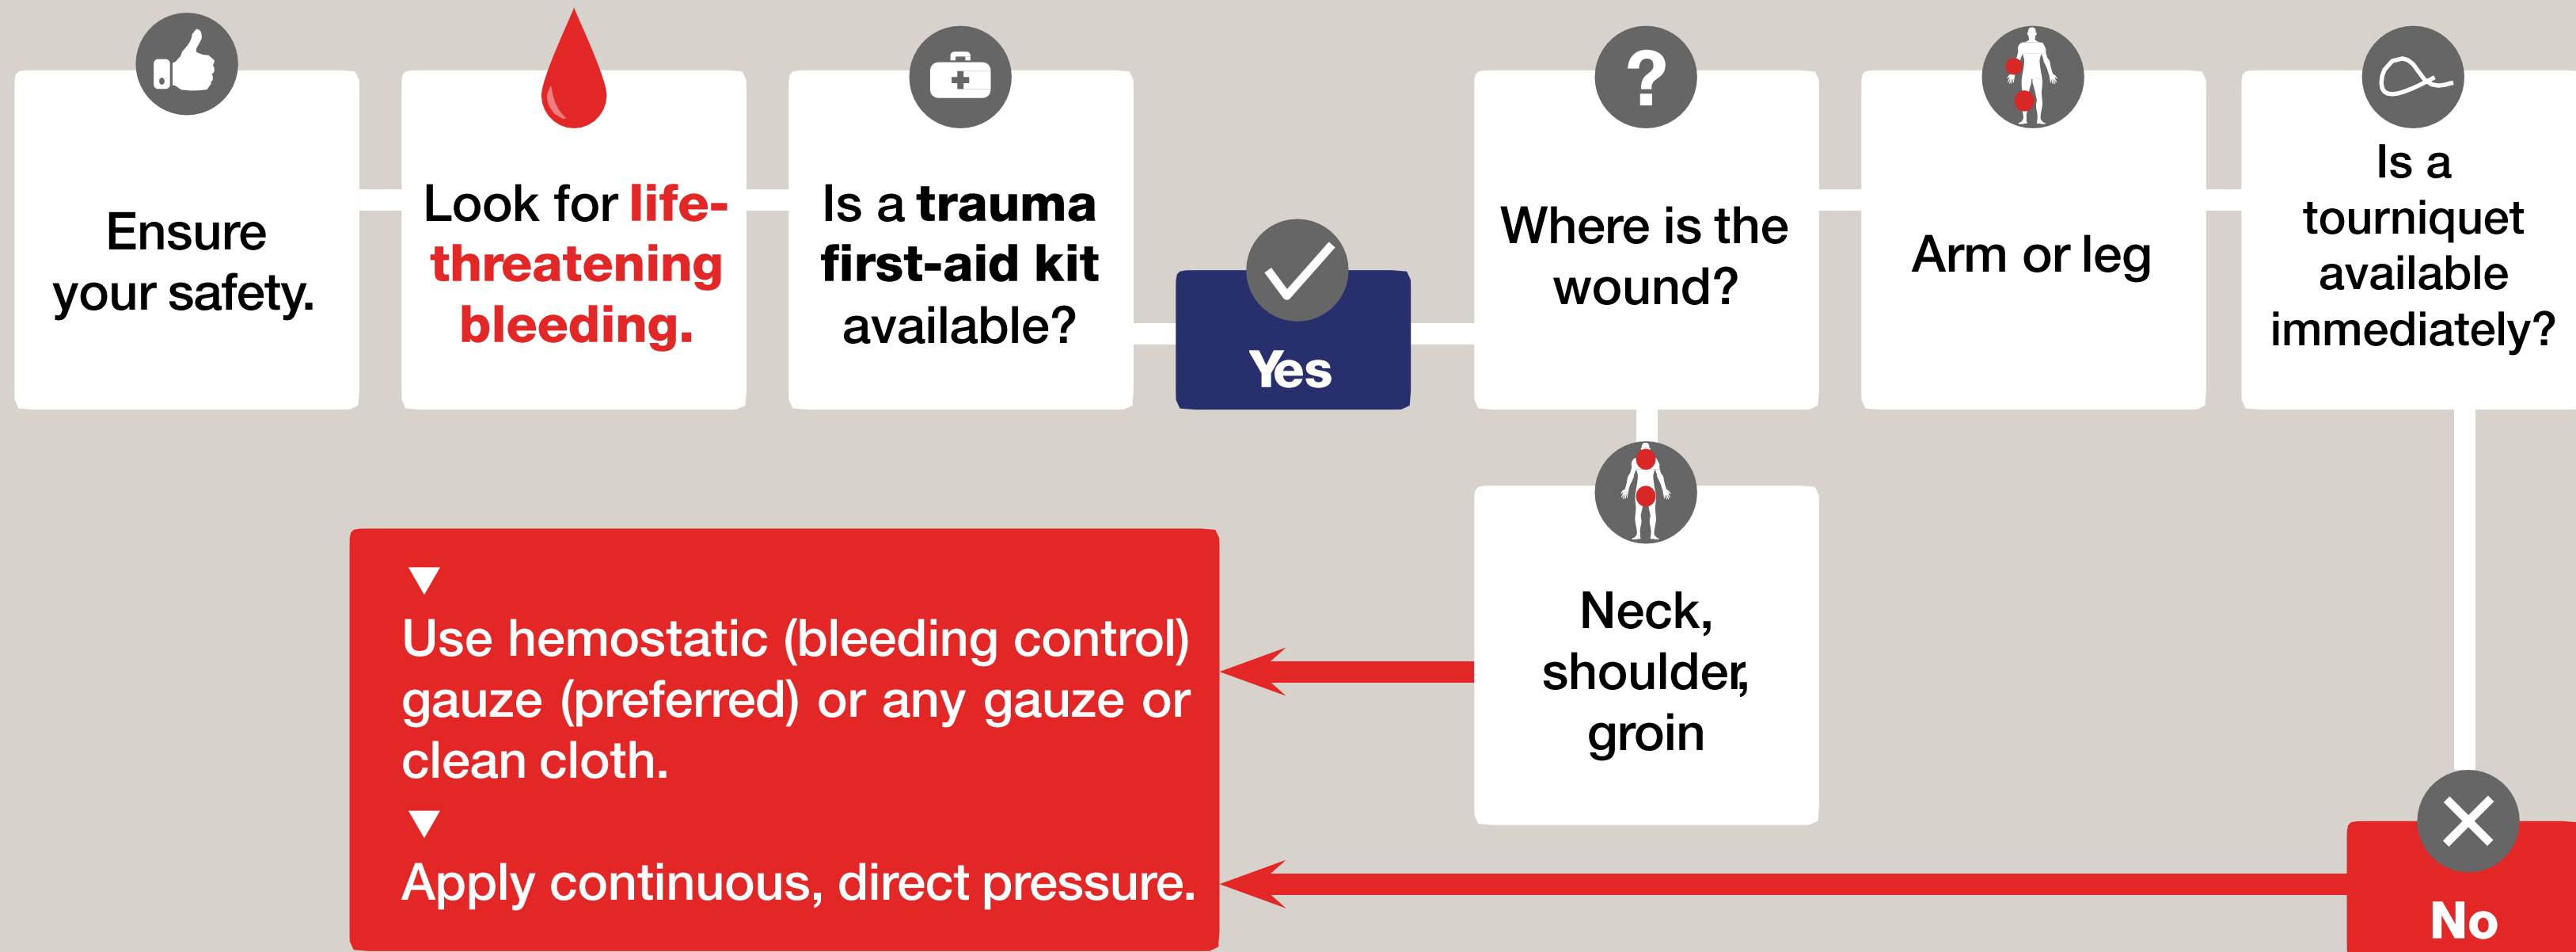 Ensure
your safety.
Look for life-
threatening
bleeding.
Is a trauma
first-aid kit
available?
Yes
Where is the
wound?
Arm or leg
Is a
tourniquet
available
immediately?
Neck,
shoulder,
groin
Use hemostatic (bleeding control)
gauze (preferred) or any gauze or
clean cloth.
Apply continuous, direct pressure.
No